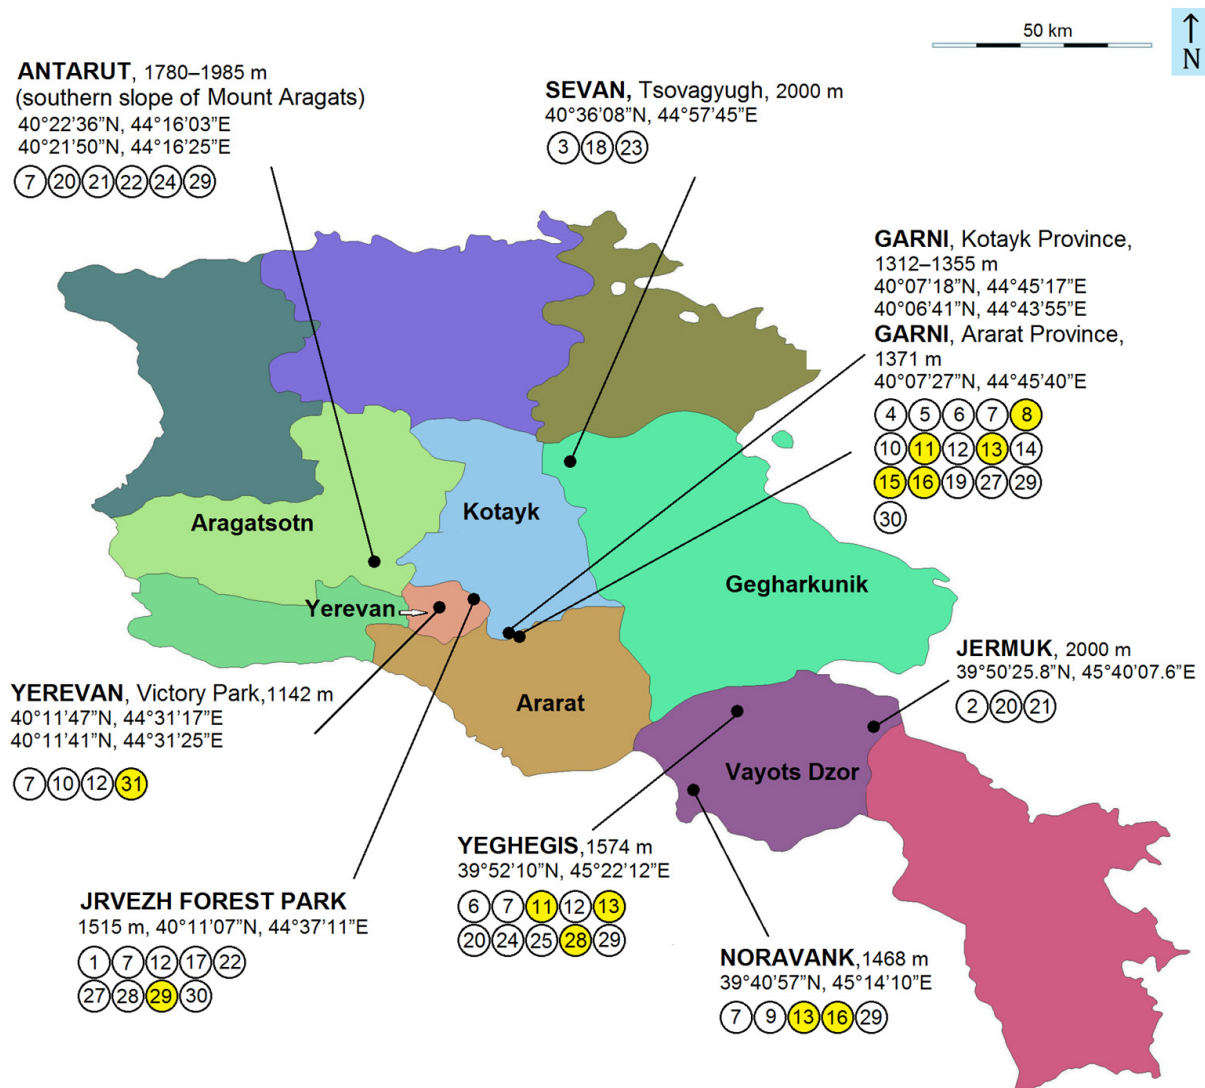 50 km
↑
N
ANTARUT, 1780–1985 m
(southern slope of Mount Aragats)
40°22’36”N, 44°16’03”E
40°21’50”N, 44°16’25”E
7 20 21 22 24 29
SEVAN, Tsovagyugh, 2000 m
40°36’08”N, 44°57’45”E
3 18 23
GARNI, Kotayk Province,
1312–1355 m
40°07’18”N, 44°45’17”E
40°06’41”N, 44°43’55”E
GARNI, Ararat Province,
1371 m
40°07’27”N, 44°45’40”E
4 5 6 7 8
10 11 12 13 14
15 16 19 27 29
30
Aragatsotn
Kotayk
Gegharkunik
Yerevan
Ararat
Vayots Dzor
JERMUK, 2000 m
39°50’25.8”N, 45°40’07.6”E
2 20 21
YEREVAN, Victory Park,1142 m
40°11’47”N, 44°31’17”E
40°11’41”N, 44°31’25”E
7 10 12 31
YEGHEGIS,1574 m
39°52’10”N, 45°22’12”E
6 7 11 12 13
20 24 25 28 29
JRVEZH FOREST PARK
1515 m, 40°11’07”N, 44°37’11”E
1 7 12 17 22
27 28 29 30
NORAVANK,1468 m
39°40’57”N, 45°14’10”E
7 9 13 16 29